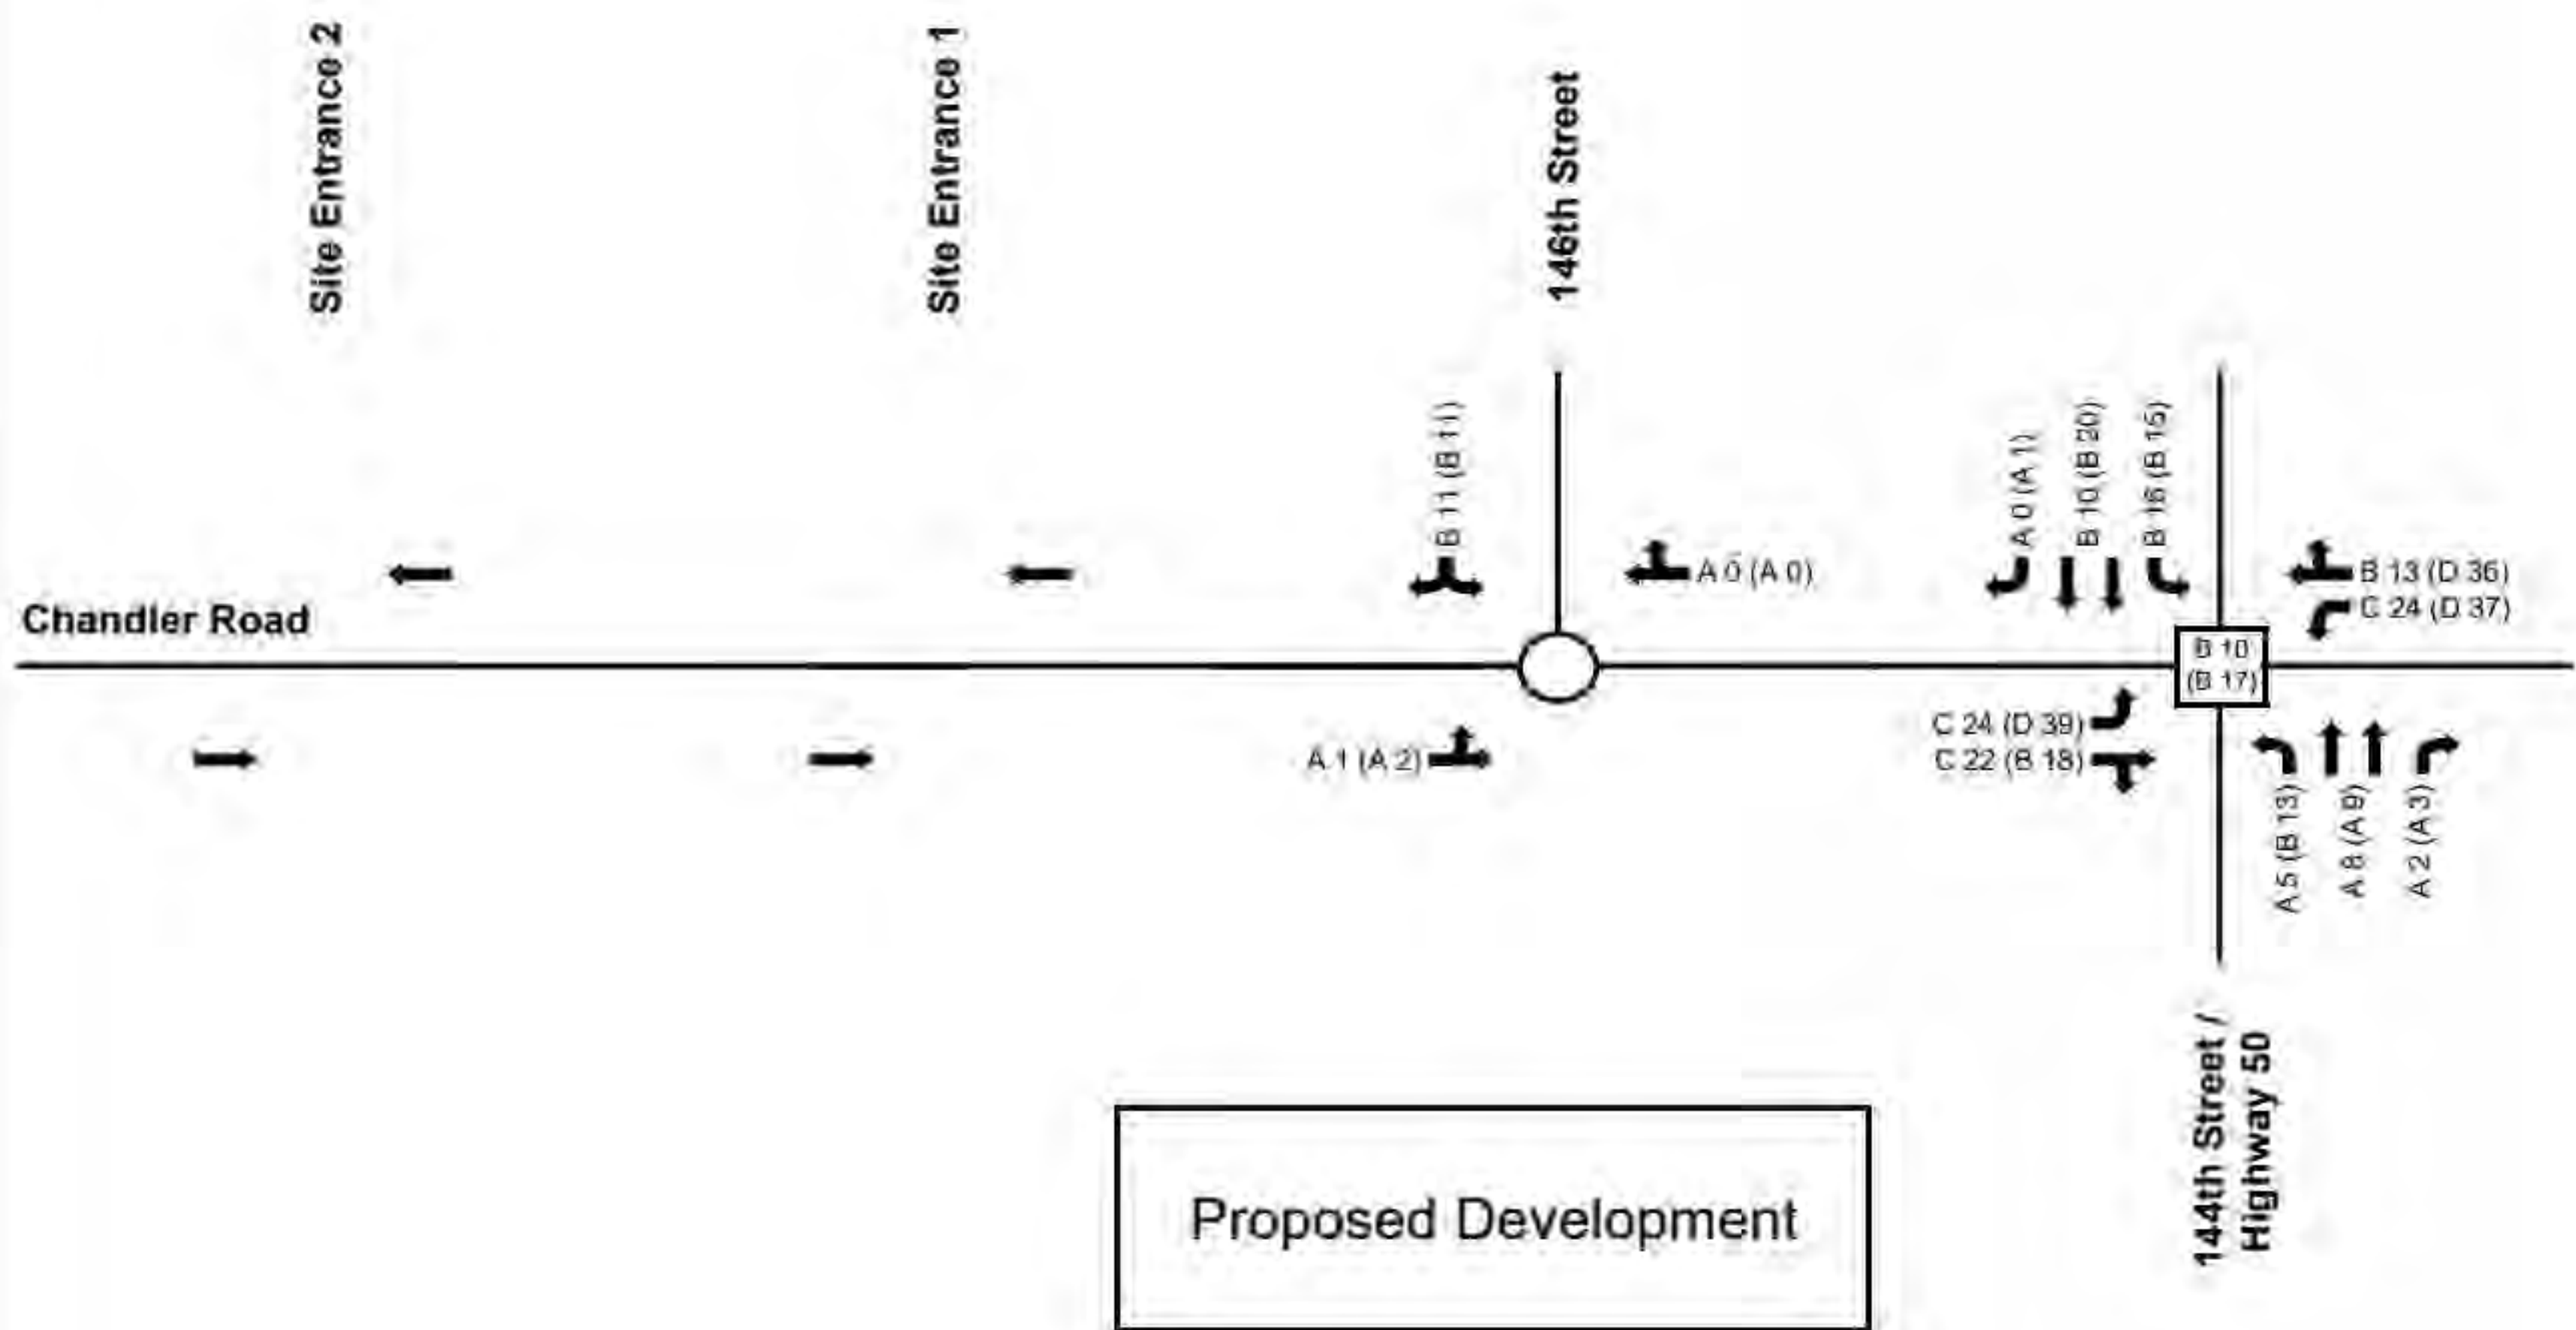 Site Entrance 2
Site Entrance 1
146th Street
B 11 (B 11)
A 0 (A 1)
B 10 (B 20)
B 16 (B 15)
A 0 (A 0)
B 13 (D 36)
C 24 (D 37)
Chandler Road
B 10
(B 17)
C 24 (D 39)
C 22 (B 18)
A 1 (A 2)
A 5 (B 13)
A 8 (A 9)
A 2 (A 3)
144th Street /
Highway 50
Proposed Development